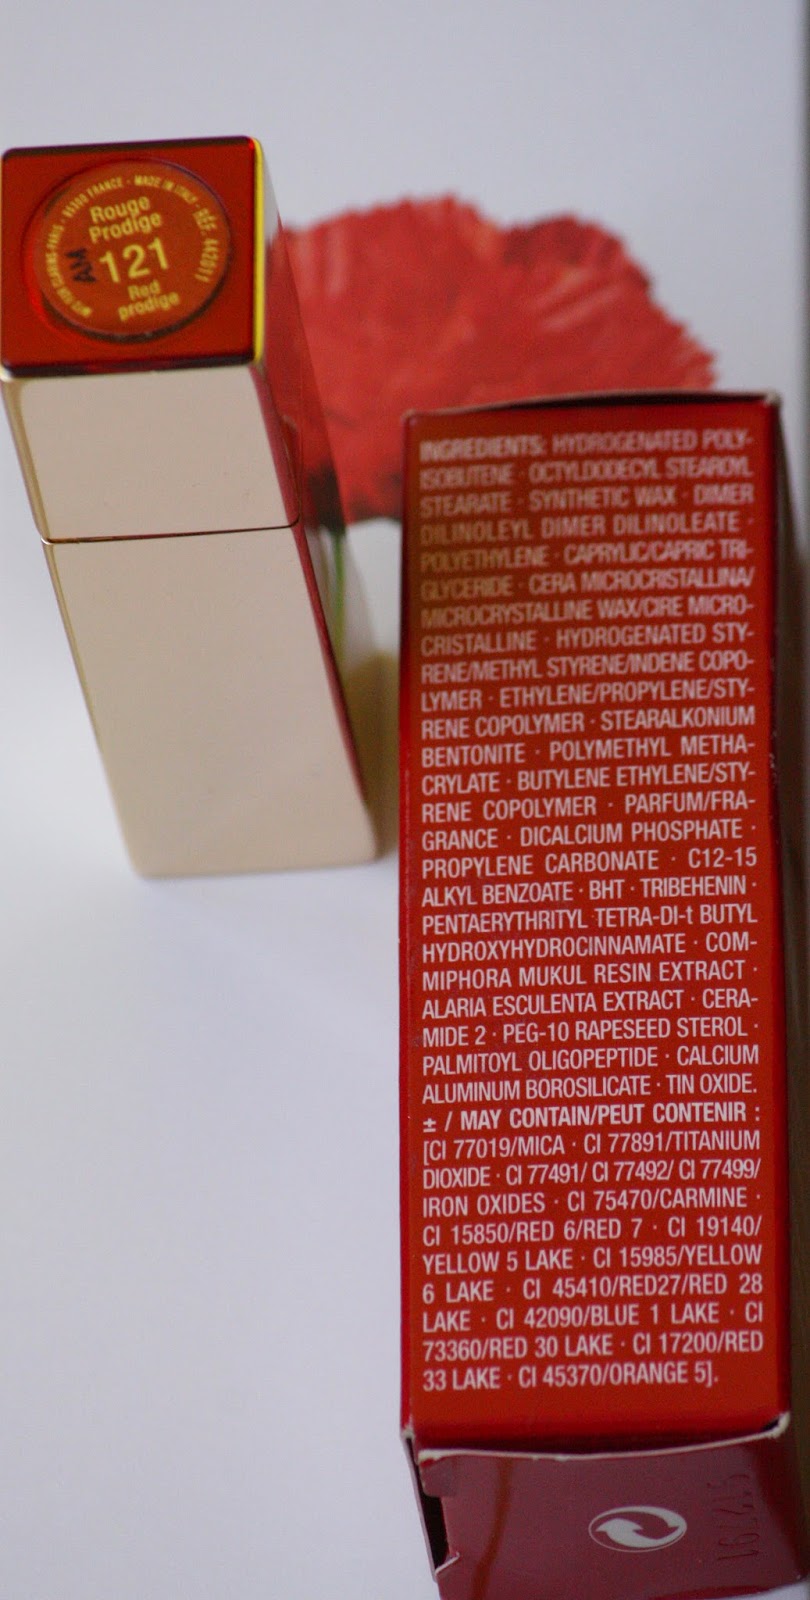 Rouge
Prodige
121
Red
prodige
95300 FRANCE · MADE IN ITALY · RÉF. 442011
INGREDIENTS: HYDROGENATED POLY-
ISOBUTENE · OCTYLDODECYL STEAROYL
STEARATE · SYNTHETIC WAX · DIMER
DILINOLEYL DIMER DILINOLEATE ·
POLYETHYLENE · CAPRYLIC/CAPRIC TRI-
GLYCERIDE · CERA MICROCRISTALLINA/
MICROCRYSTALLINE WAX/CIRE MICRO-
CRISTALLINE · HYDROGENATED STY-
RENE/METHYL STYRENE/INDENE COPO-
LYMER · ETHYLENE/PROPYLENE/STY-
RENE COPOLYMER · STEARALKONIUM
BENTONITE · POLYMETHYL METHA-
CRYLATE · BUTYLENE ETHYLENE/STY-
RENE COPOLYMER · PARFUM/FRA-
GRANCE · DICALCIUM PHOSPHATE ·
PROPYLENE CARBONATE · C12-15
ALKYL BENZOATE · BHT · TRIBEHENIN ·
PENTAERYTHRITYL TETRA-DI-t BUTYL
HYDROXYHYDROCINNAMATE · COM-
MIPHORA MUKUL RESIN EXTRACT ·
ALARIA ESCULENTA EXTRACT · CERA-
MIDE 2 · PEG-10 RAPESEED STEROL ·
PALMITOYL OLIGOPEPTIDE · CALCIUM
ALUMINUM BOROSILICATE · TIN OXIDE.
± / MAY CONTAIN/PEUT CONTENIR :
[CI 77019/MICA · CI 77891/TITANIUM
DIOXIDE · CI 77491/ CI 77492/ CI 77499/
IRON OXIDES · CI 75470/CARMINE ·
CI 15850/RED 6/RED 7 · CI 19140/
YELLOW 5 LAKE · CI 15985/YELLOW
6 LAKE · CI 45410/RED27/RED 28
LAKE · CI 42090/BLUE 1 LAKE · CI
73360/RED 30 LAKE · CI 17200/RED
33 LAKE · CI 45370/ORANGE 5].